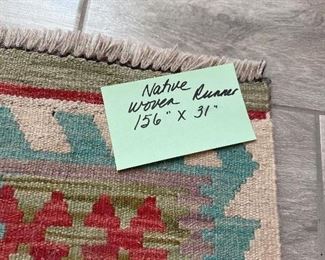 Native
woven Runner
156" x 31"